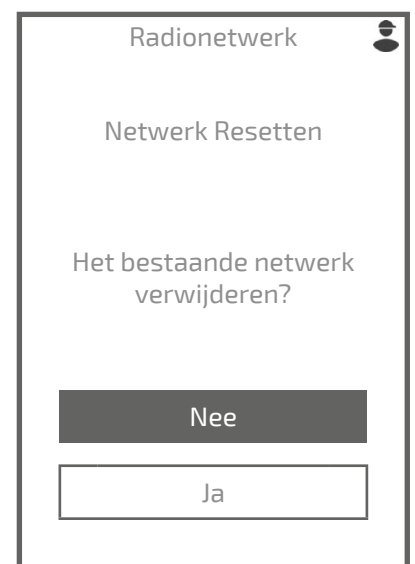 Radionetwerk
Netwerk Resetten
Het bestaande netwerk
verwijderen?
Nee
Ja